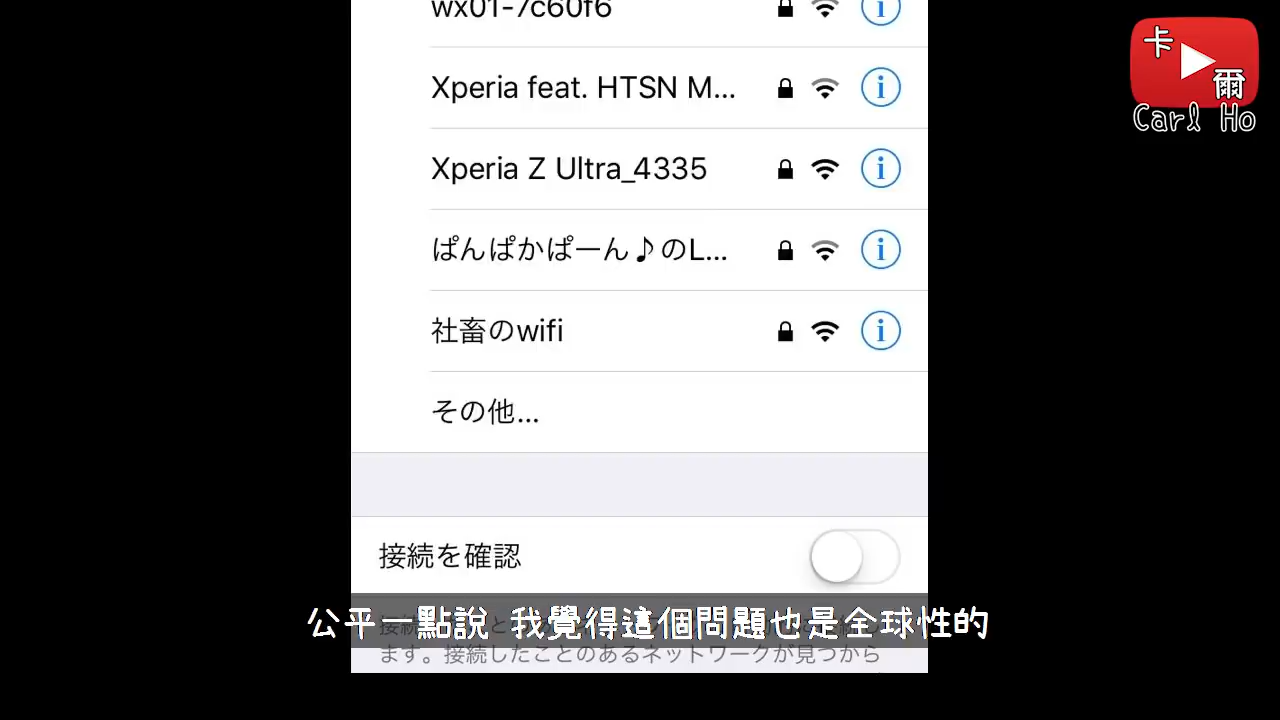 wx01-7c60f6
Xperia feat. HTSN M...
Xperia Z Ultra_4335
ぱんぱかぱーん♪のL...
社畜のwifi
その他...
接続を確認
公平一點說 我覺得這個問題也是全球性的
ます。接続したことのあるネットワークが見つから
卡爾
Carl Ho